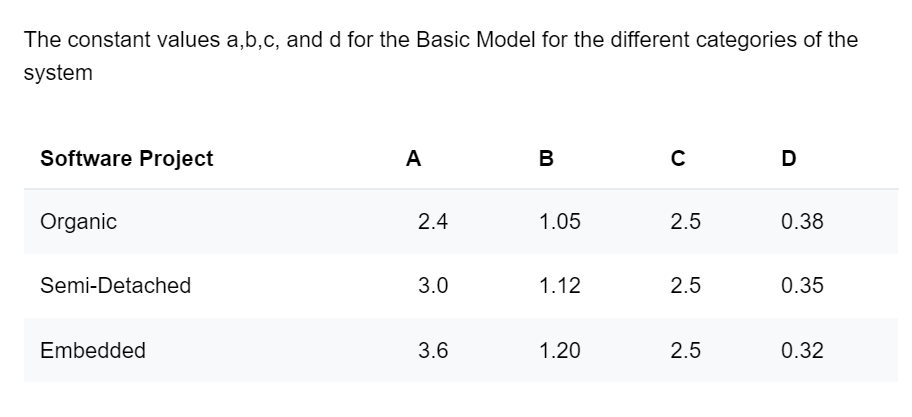 The constant values a,b,c, and d for the Basic Model for the different categories of the
system
Software Project A B C D
Organic 2.4 1.05 2.5 0.38
Semi-Detached 3.0 1.12 2.5 0.35
Embedded 3.6 1.20 2.5 0.32